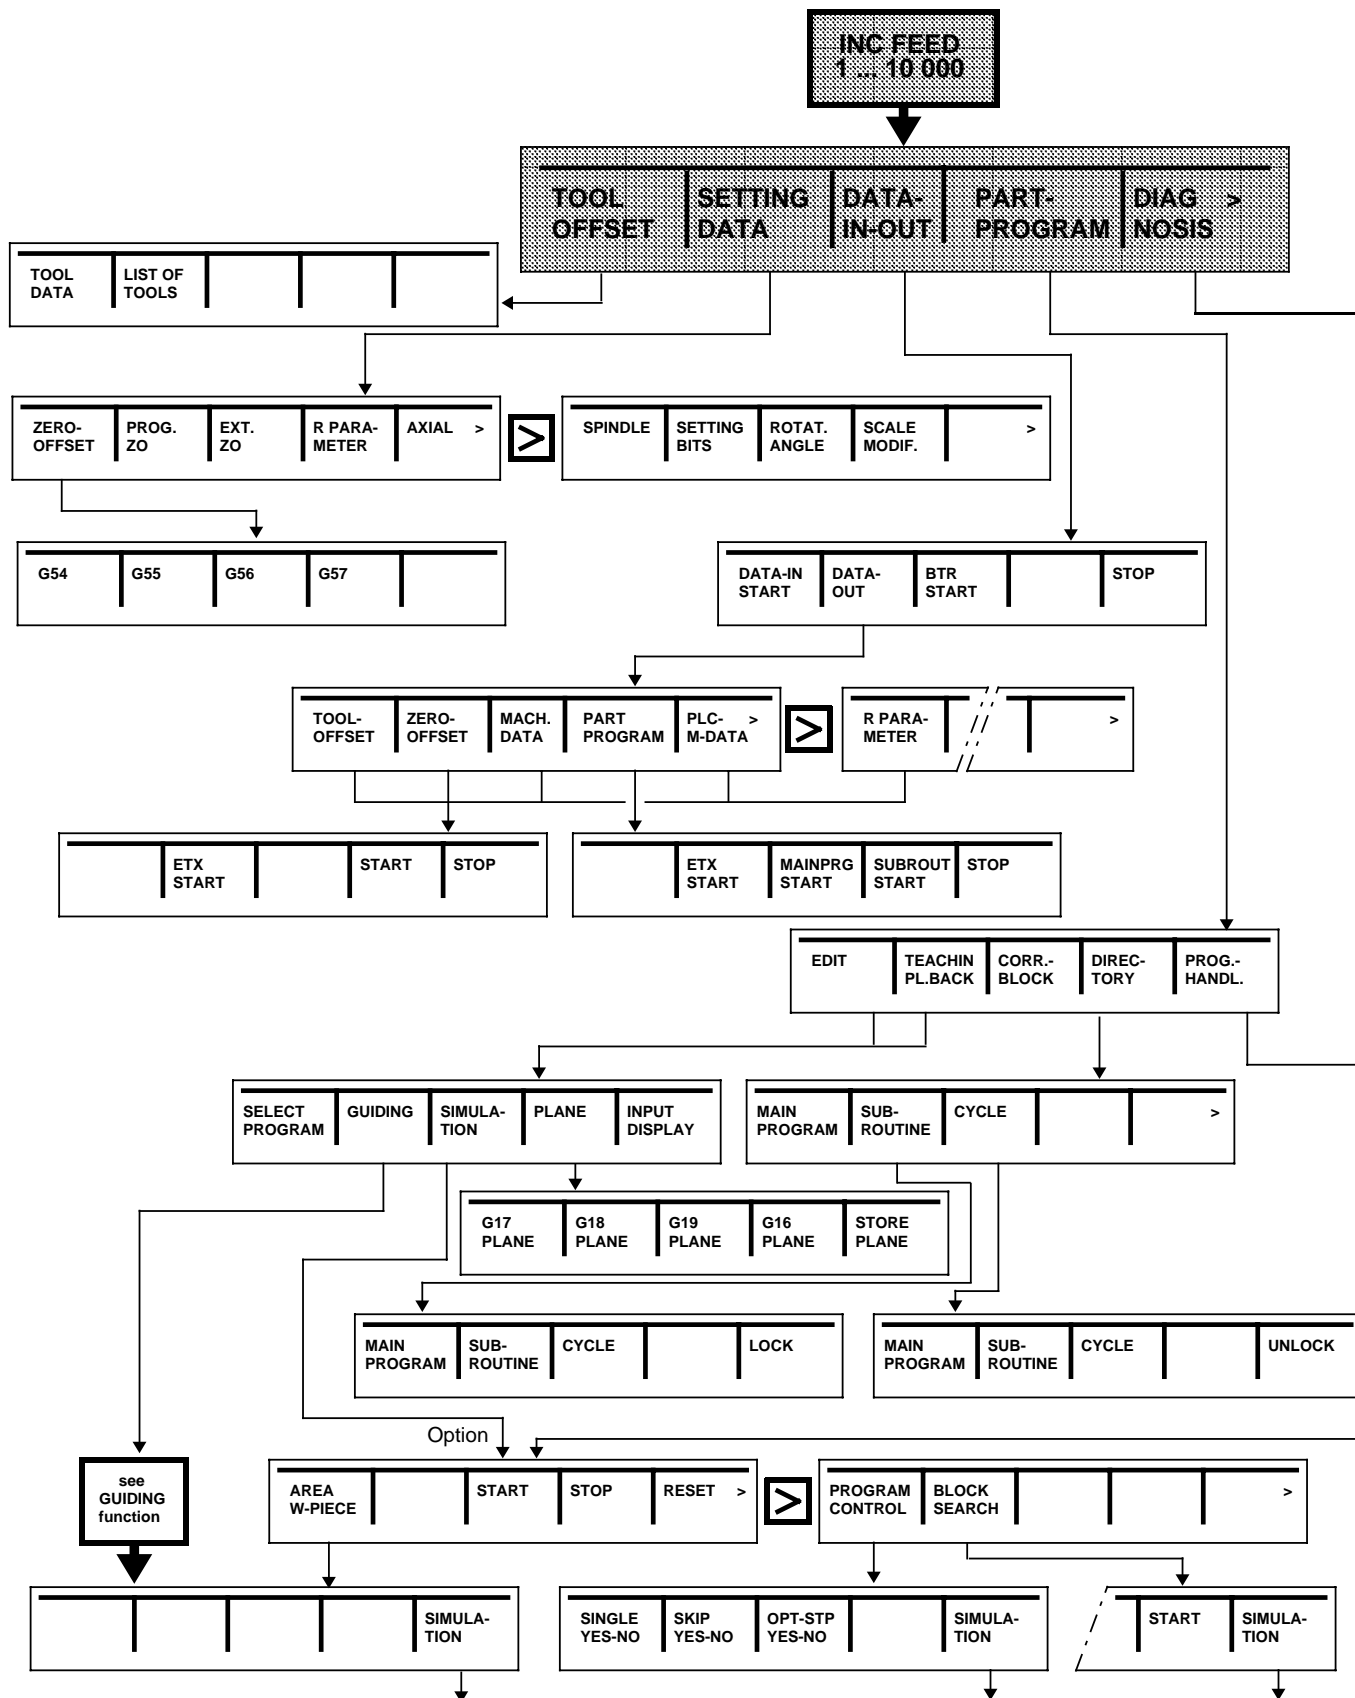 INC FEED
1 ... 10 000
TOOL OFFSET
SETTING DATA
DATA-IN-OUT
PART-PROGRAM
DIAG NOSIS >
TOOL DATA
LIST OF TOOLS
ZERO-OFFSET
PROG. ZO
EXT. ZO
R PARA-METER
AXIAL >
>
SPINDLE
SETTING BITS
ROTAT. ANGLE
SCALE MODIF.
>
G54
G55
G56
G57
DATA-IN START
DATA-OUT
BTR START
STOP
TOOL-OFFSET
ZERO-OFFSET
MACH. DATA
PART PROGRAM
PLC-M-DATA >
>
R PARA-METER
>
ETX START
START
STOP
ETX START
MAINPRG START
SUBROUT START
STOP
EDIT
TEACHIN PL.BACK
CORR.-BLOCK
DIREC-TORY
PROG.-HANDL.
SELECT PROGRAM
GUIDING
SIMULA-TION
PLANE
INPUT DISPLAY
MAIN PROGRAM
SUB-ROUTINE
CYCLE
>
G17 PLANE
G18 PLANE
G19 PLANE
G16 PLANE
STORE PLANE
MAIN PROGRAM
SUB-ROUTINE
CYCLE
LOCK
MAIN PROGRAM
SUB-ROUTINE
CYCLE
UNLOCK
Option
see
GUIDING
function
AREA W-PIECE
START
STOP
RESET >
>
PROGRAM CONTROL
BLOCK SEARCH
>
SIMULA-TION
SINGLE YES-NO
SKIP YES-NO
OPT-STP YES-NO
SIMULA-TION
START
SIMULA-TION